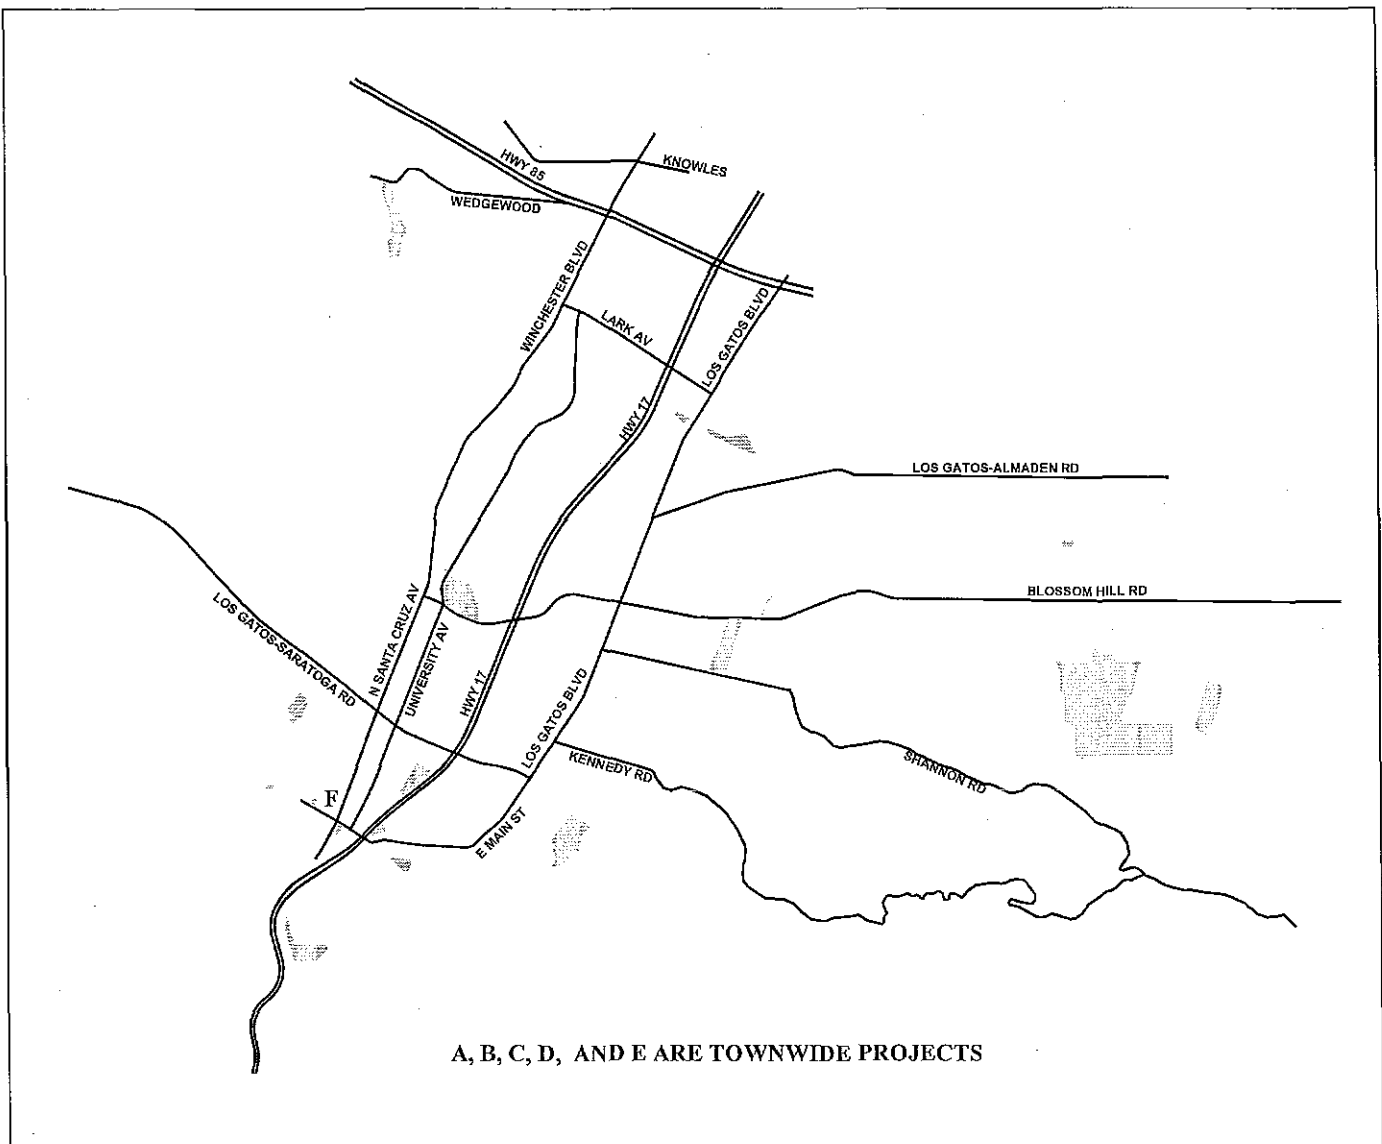 KNOWLES
HWY 85
WEDGEWOOD
WINCHESTER BLVD
LARK AV
LOS GATOS BLVD
HWY 17
LOS GATOS-ALMADEN RD
BLOSSOM HILL RD
LOS GATOS-SARATOGA RD
N SANTA CRUZ AV
UNIVERSITY AV
HWY 17
LOS GATOS BLVD
KENNEDY RD
SHANNON RD
F
E MAIN ST
A, B, C, D, AND E ARE TOWNWIDE PROJECTS